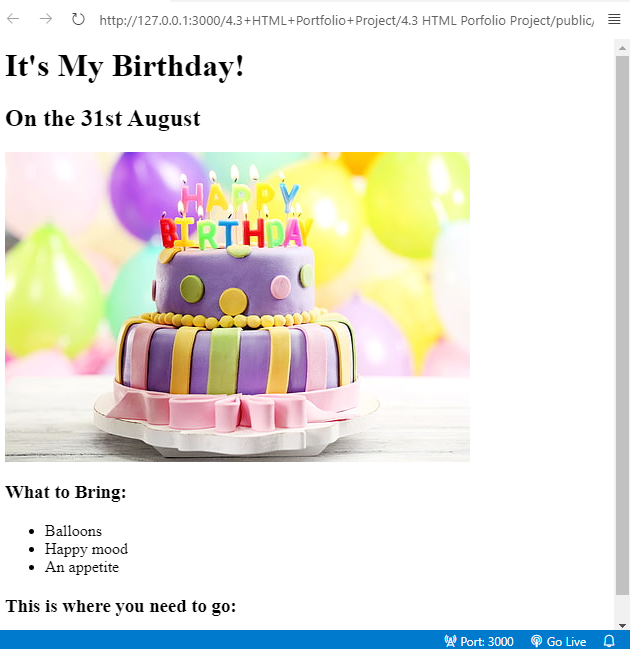 http://127.0.0.1:3000/4.3+HTML+Portfolio+Project/4.3 HTML Porfolio Project/public/
It's My Birthday!
On the 31st August
HAPPY
BIRTHDAY
What to Bring:
Balloons
Happy mood
An appetite
This is where you need to go:
Port: 3000 Go Live